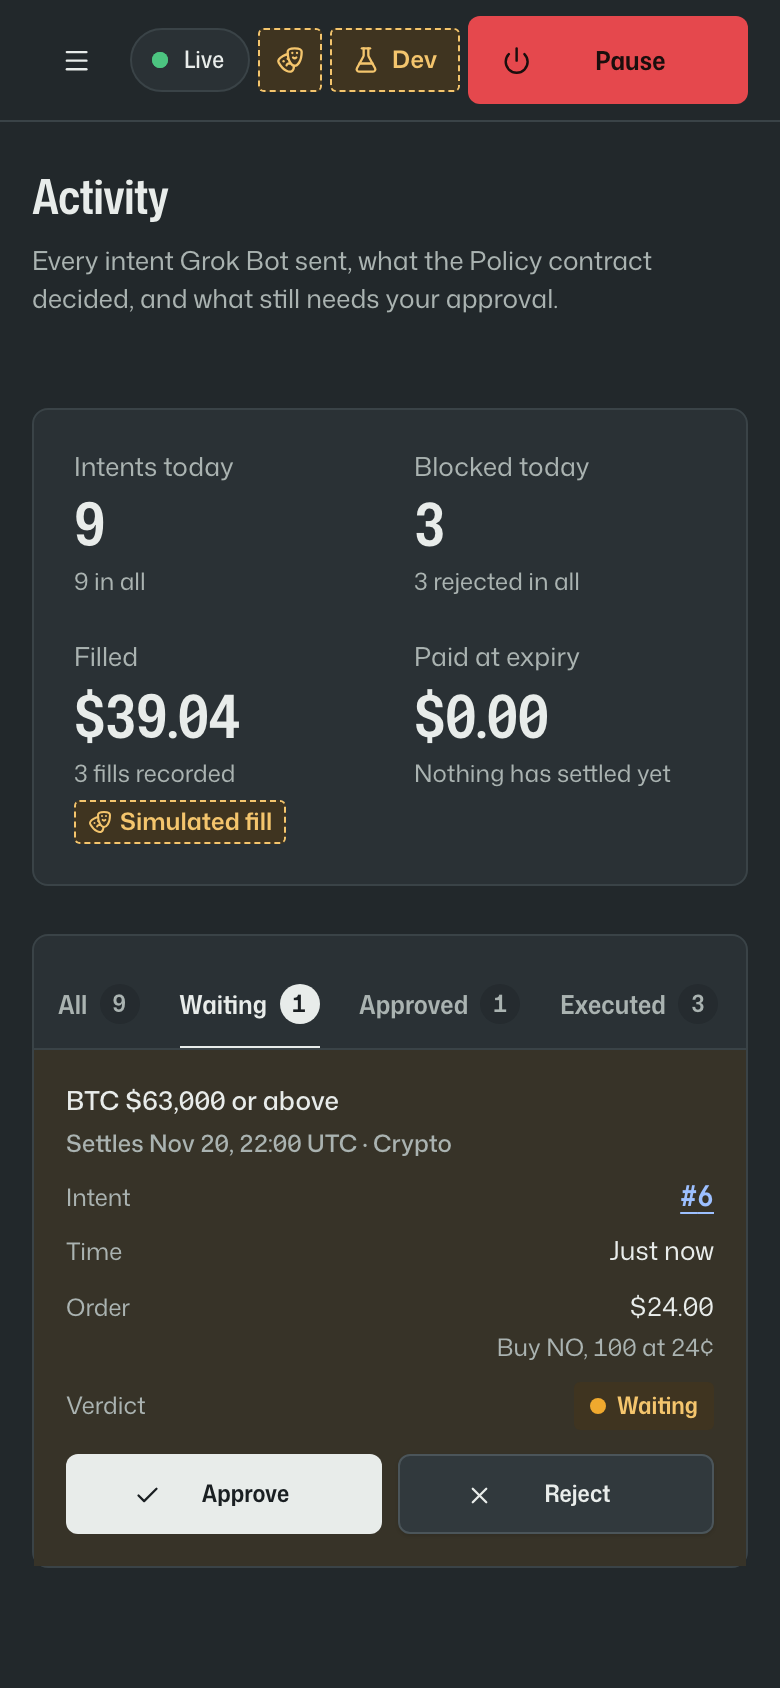 Live
Dev
Pause
Activity
Every intent Grok Bot sent, what the Policy contract
decided, and what still needs your approval.
Intents today
9
9 in all
Blocked today
3
3 rejected in all
Filled
$39.04
3 fills recorded
Simulated fill
Paid at expiry
$0.00
Nothing has settled yet
All 9 Waiting 1 Approved 1 Executed 3
BTC $63,000 or above
Settles Nov 20, 22:00 UTC · Crypto
Intent #6
Time Just now
Order $24.00
Buy NO, 100 at 24¢
Verdict Waiting
Approve Reject